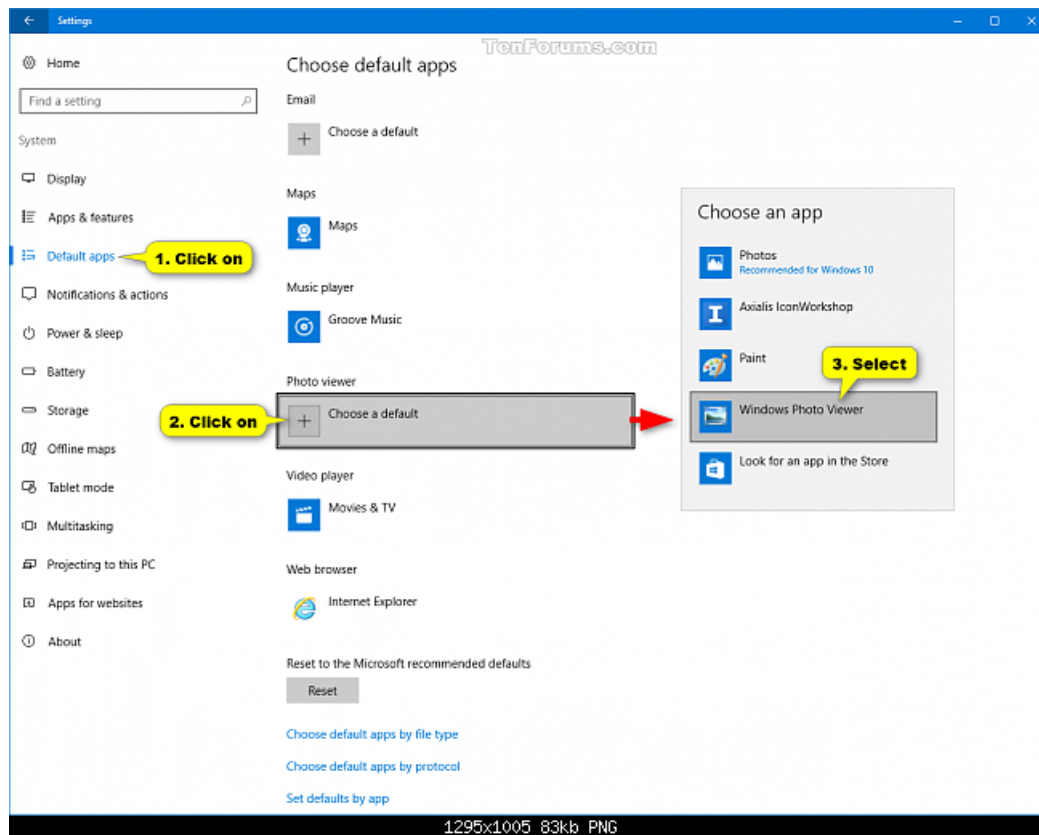 Settings
TenForums.com
Home
Choose default apps
Find a setting
Email
System
Choose a default
Display
Maps
Apps & features
Maps
Choose an app
Default apps
1. Click on
Photos
Recommended for Windows 10
Notifications & actions
Music player
Groove Music
Axialis IconWorkshop
Power & sleep
Battery
Photo viewer
Paint
3. Select
Storage
2. Click on
Choose a default
Windows Photo Viewer
Offline maps
Look for an app in the Store
Tablet mode
Video player
Movies & TV
Multitasking
Projecting to this PC
Web browser
Apps for websites
Internet Explorer
About
Reset to the Microsoft recommended defaults
Reset
Choose default apps by file type
Choose default apps by protocol
Set defaults by app
1295x1005 83kb PNG